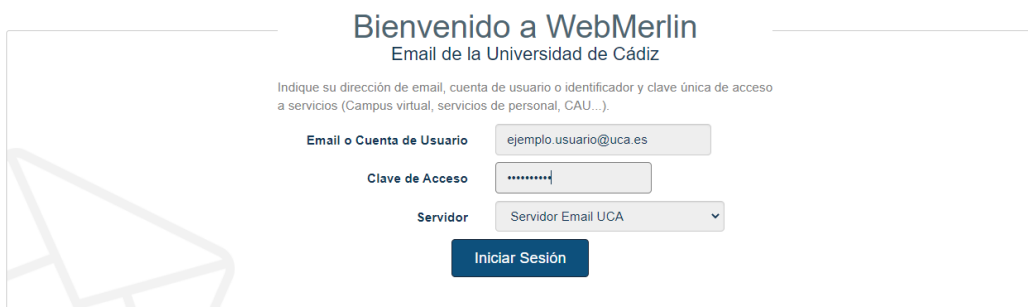 Bienvenido a WebMerlin
Email de la Universidad de Cádiz
Indique su dirección de email, cuenta de usuario o identificador y clave única de acceso
a servicios (Campus virtual, servicios de personal, CAU...).
Email o Cuenta de Usuario ejemplo.usuario@uca.es
Clave de Acceso ••••••••••
Servidor Servidor Email UCA
Iniciar Sesión